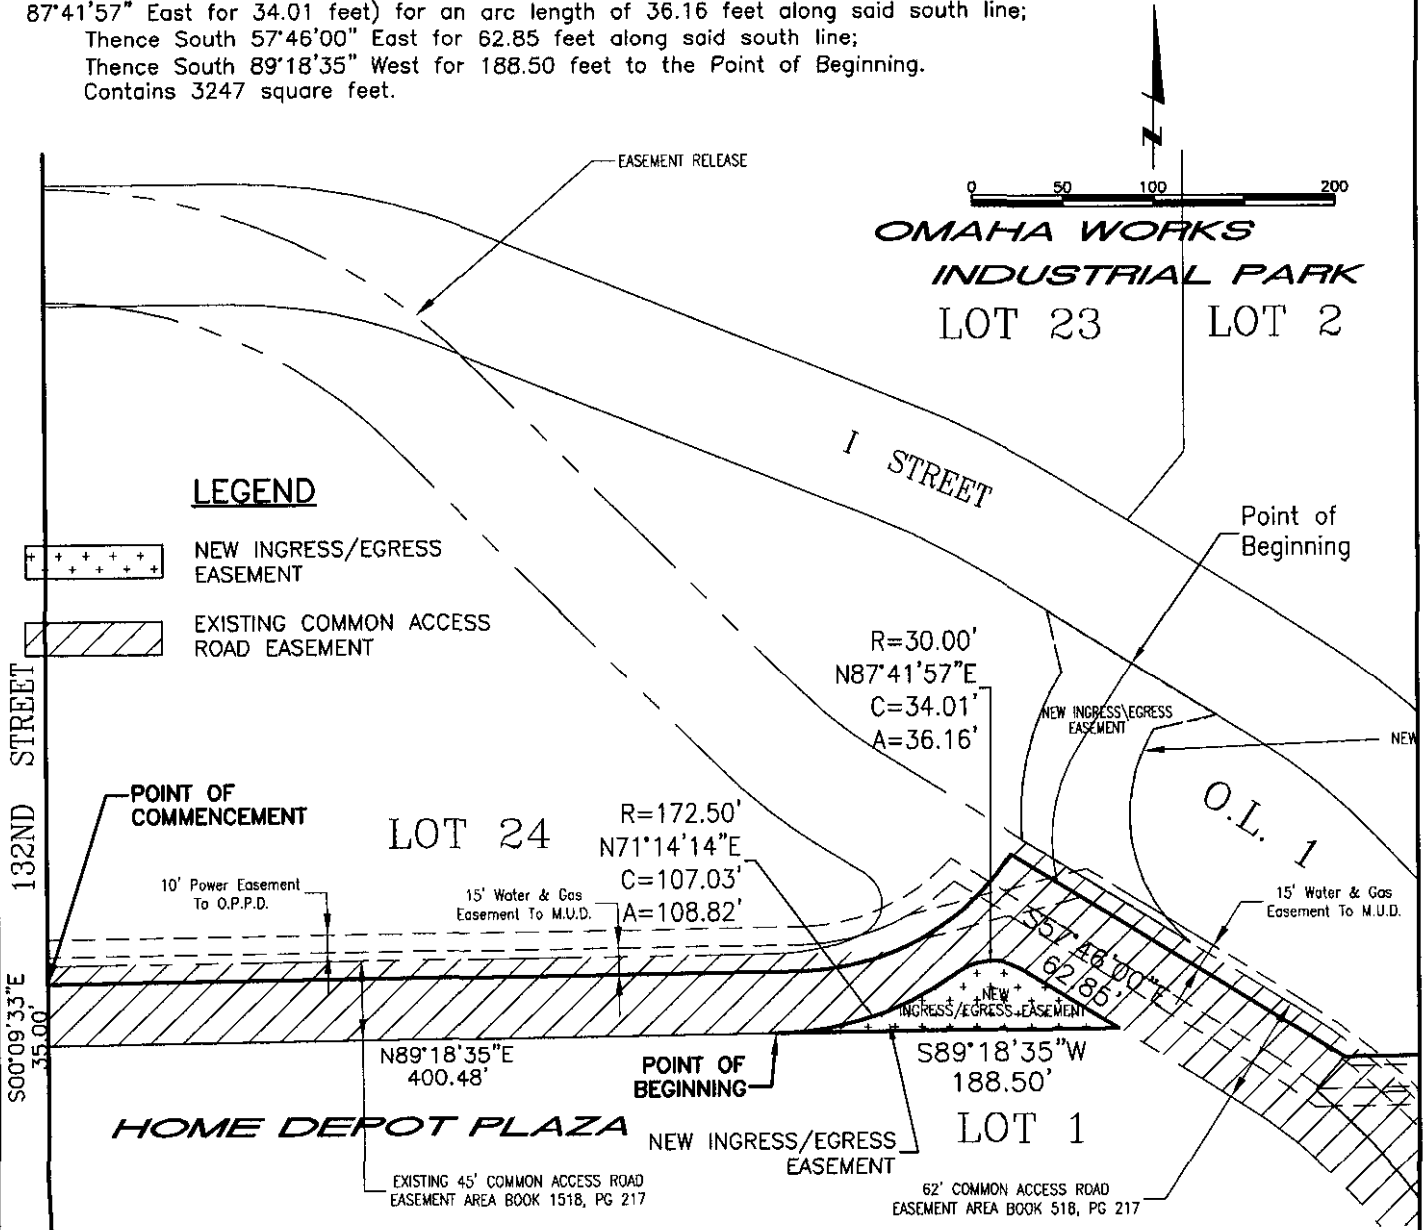 87°41'57" East for 34.01 feet) for an arc length of 36.16 feet along said south line;
Thence South 57°46'00" East for 62.85 feet along said south line;
Thence South 89°18'35" West for 188.50 feet to the Point of Beginning.
Contains 3247 square feet.
N
EASEMENT RELEASE
0 50 100 200
OMAHA WORKS
INDUSTRIAL PARK
LOT 23 LOT 2
I STREET
LEGEND
NEW INGRESS/EGRESS
EASEMENT
EXISTING COMMON ACCESS
ROAD EASEMENT
Point of
Beginning
R=30.00'
N87°41'57"E
C=34.01'
A=36.16'
NEW INGRESS\EGRESS
EASEMENT
NEW
132ND STREET
POINT OF
COMMENCEMENT
LOT 24
R=172.50'
N71°14'14"E
C=107.03'
A=108.82'
O.L. 1
10' Power Easement
To O.P.P.D.
15' Water & Gas
Easement To M.U.D.
15' Water & Gas
Easement To M.U.D.
S57°46'00"E
62.85'
NEW
INGRESS/EGRESS EASEMENT
S00°09'33"E
35.00'
N89°18'35"E
400.48'
POINT OF
BEGINNING
S89°18'35"W
188.50'
HOME DEPOT PLAZA
NEW INGRESS/EGRESS
EASEMENT
LOT 1
EXISTING 45' COMMON ACCESS ROAD
EASEMENT AREA BOOK 1518, PG 217
62' COMMON ACCESS ROAD
EASEMENT AREA BOOK 518, PG 217